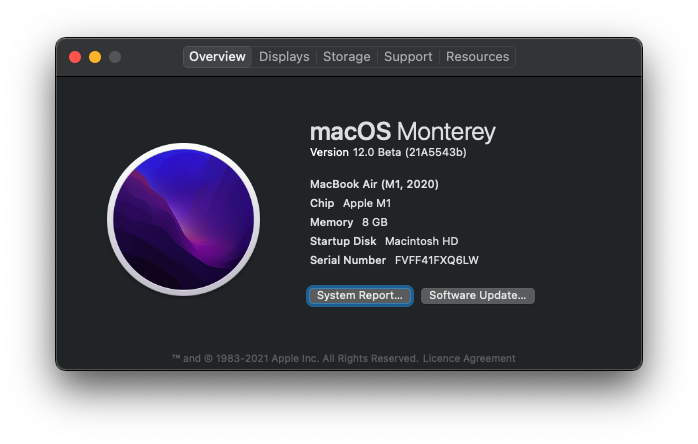 Overview Displays Storage Support Resources
macOS Monterey
Version 12.0 Beta (21A5543b)
MacBook Air (M1, 2020)
Chip Apple M1
Memory 8 GB
Startup Disk Macintosh HD
Serial Number FVFF41FXQ6LW
System Report... Software Update...
™ and © 1983-2021 Apple Inc. All Rights Reserved. Licence Agreement